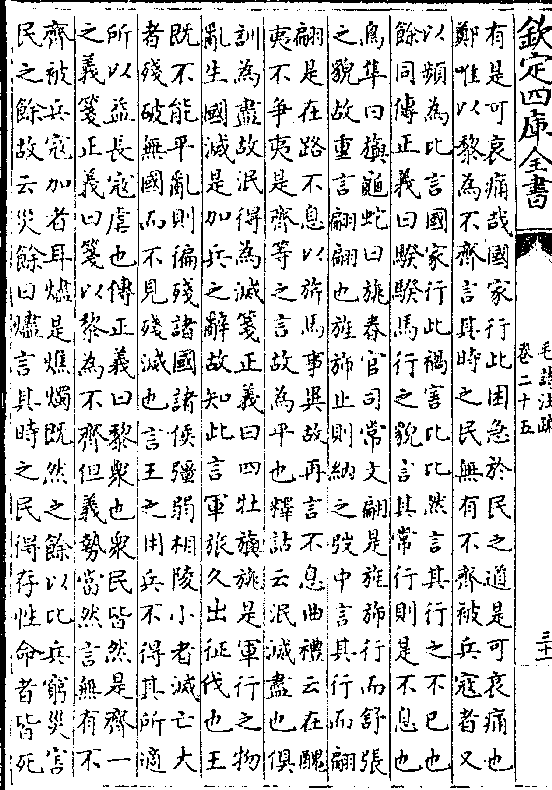 欽定四庫全書
毛詩注疏
卷二十五
三十一
有是可哀痛哉國家行此困急於民之道是可哀痛也
鄭唯以黎為不齊言其時之民無有不齊被兵寇者又
以頻為比言國家行此禍害比比然言其行之不已也
餘同傳正義曰騤騤馬行之貌言其常行則是不息也
鳥隼曰旟龜蛇曰旐春官司常文翩是旌旆行而舒張
之貌故重言翩翩也旌旆止則納之弢中言其行而翩
翩是在路不息以旂馬事異故再言不息曲禮云在醜
夷不爭夷是齊等之言故為平也釋詁云泯滅盡也俱
訓為盡故泯得為滅箋正義曰四牡旟旐是軍行之物
亂生國滅是加兵之辭故知此言軍張久出征伐也王
既不能平亂則徧殘諸國諸侯彊弱相陵小者滅亡大
者殘破無國而不見殘滅也言王之用兵不得其所適
所以益長寇虐也傳正義曰黎衆也衆民皆然是齊一
之義箋正義曰箋以黎為不齊但義勢當然言無有不
齊被兵寇加者耳燼是燋燭既然之餘以比兵窮災害
民之餘故云災餘曰燼言其時之民得存性命者皆死